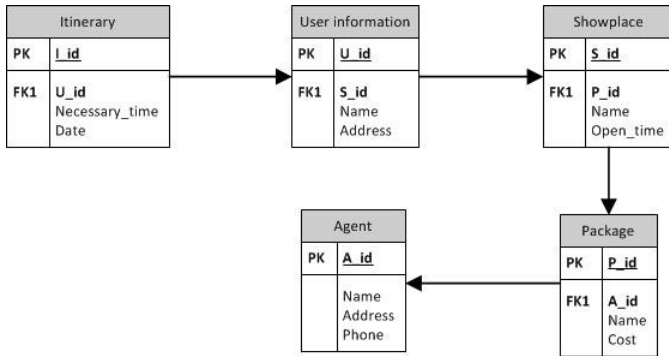 Itinerary
PK I_id
FK1 U_id
Necessary_time
Date
User information
PK U_id
FK1 S_id
Name
Address
Showplace
PK S_id
FK1 P_id
Name
Open_time
Agent
PK A_id
Name
Address
Phone
Package
PK P_id
FK1 A_id
Name
Cost